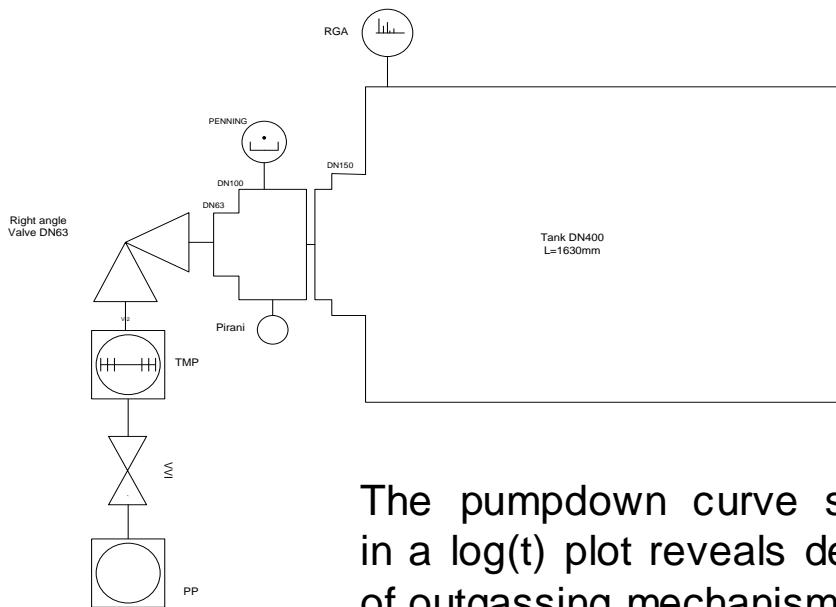 RGA
PENNING
DN150
DN100
DN63
Right angle
Valve DN63
Tank DN400
L=1630mm
Pirani
TMP
VVI
PP
The pumpdown curve s
in a log(t) plot reveals de
of outgassing mechanism